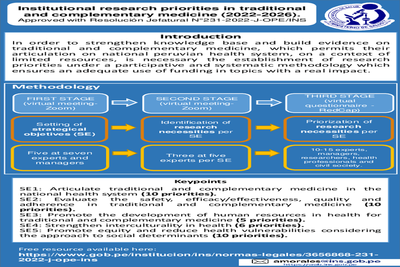 Institutional research priorities in traditional
and complementary medicine (2022-2026).
Approved with Resolucion Jefatural N°231-2022-J-OPE/INS
Introduction
In order to strengthen knowledge base and build evidence on
traditional and complementary medicine, which permits their
articulation on national peruvian health system, on a context of
limited resources, is necessary the establishment of research
priorities under a participative and systematic methodology which
ensures an adequate use of funding in topics with a real impact.
Methodology
FIRST STAGE
(virtual meeting-
Zoom)
SECOND STAGE
(virtual meeting-
Zoom)
THIRD STAGE
(virtual
questionnaire -
RedCap)
Setting of
strategical
objetives (SE)
Identification of
research
necessities per
SE
Priorization of
research
necessities per
SE
Five at seven
experts and
managers
Three at five
experts per SE
10-15 experts,
managers,
researchers, health
professionals and
civil society.
Keypoints
SE1: Articulate traditional and complementary medicine in the
national health system (10 priorities).
SE2: Evaluate the safety, efficacy/effectiveness, quality and
adherence in traditional and complementary medicine (10
priorities).
SE3: Promote the development of human resources in health for
traditional and complementary medicine (5 priorities).
SE4: Strengthen interculturality in health (6 priorities).
SE5: Promote equity and reduce health vulnerabilities considering
the approach to social determinants (10 priorities).
Free resource available here:
https://www.gob.pe/institucion/ins/normas-legales/3656868-231-
2022-j-ope-ins
amorales@ins.gob.pe